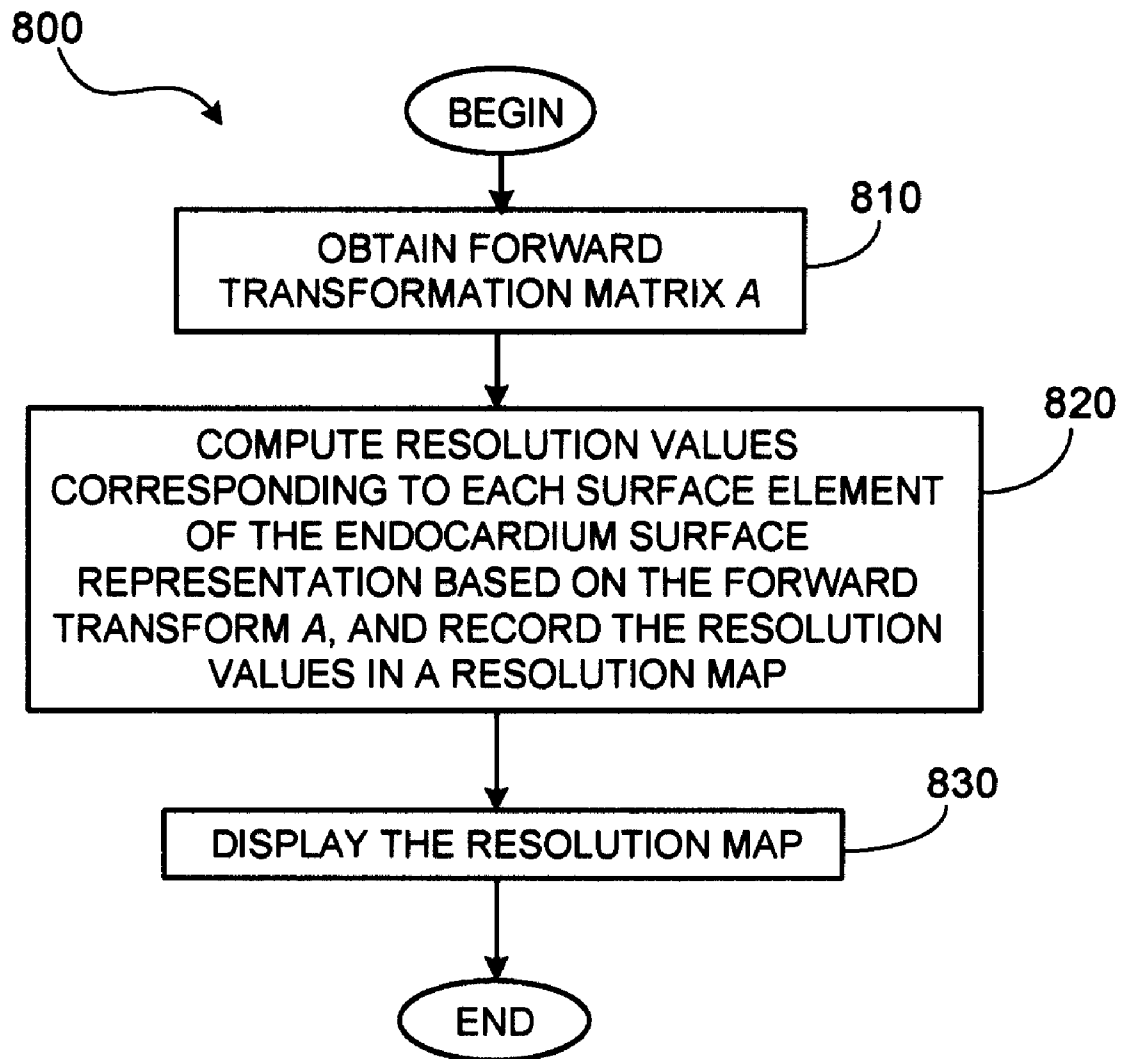 800
BEGIN
810
OBTAIN FORWARD
TRANSFORMATION MATRIX A
820
COMPUTE RESOLUTION VALUES
CORRESPONDING TO EACH SURFACE ELEMENT
OF THE ENDOCARDIUM SURFACE
REPRESENTATION BASED ON THE FORWARD
TRANSFORM A, AND RECORD THE RESOLUTION
VALUES IN A RESOLUTION MAP
830
DISPLAY THE RESOLUTION MAP
END